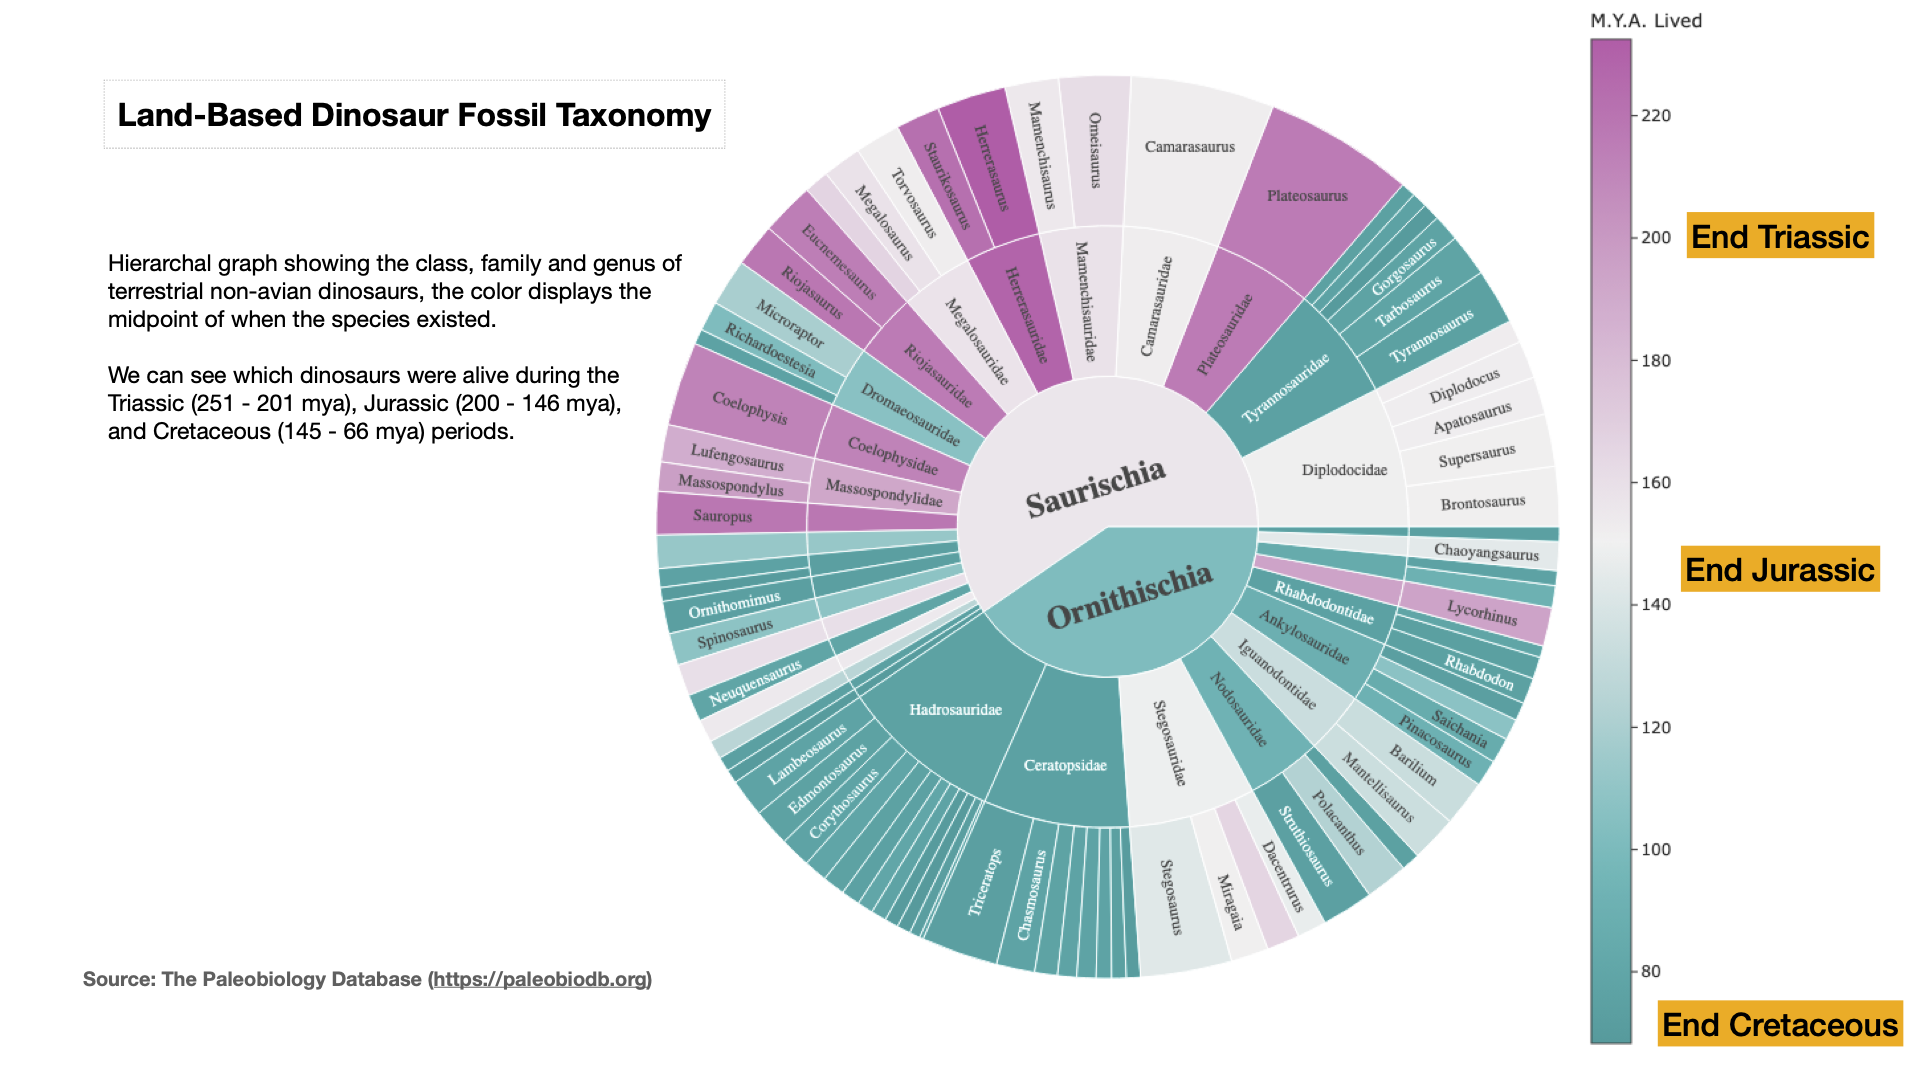 M.Y.A. Lived
Land-Based Dinosaur Fossil Taxonomy
Hierarchal graph showing the class, family and genus of
terrestrial non-avian dinosaurs, the color displays the
midpoint of when the species existed.
We can see which dinosaurs were alive during the
Triassic (251 - 201 mya), Jurassic (200 - 146 mya),
and Cretaceous (145 - 66 mya) periods.
Source: The Paleobiology Database (https://paleobiodb.org)
Saurischia
Ornithischia
Herrerasauridae
Mamenchisauridae
Camarasauridae
Plateosauridae
Tyrannosauridae
Diplodocidae
Rhabdodontidae
Ankylosauridae
Iguanodontidae
Nodosauridae
Stegosauridae
Ceratopsidae
Hadrosauridae
Massospondylidae
Coelophysidae
Dromaeosauridae
Riojasauridae
Megalosauridae
Staurikosaurus
Herrerasaurus
Mamenchisaurus
Omeisaurus
Camarasaurus
Plateosaurus
Gorgosaurus
Tarbosaurus
Tyrannosaurus
Diplodocus
Apatosaurus
Supersaurus
Brontosaurus
Chaoyangsaurus
Lycorhinus
Rhabdodon
Saichania
Pinacosaurus
Barilium
Mantellisaurus
Polacanthus
Struthiosaurus
Dacentrurus
Miragaia
Stegosaurus
Chasmosaurus
Triceratops
Corythosaurus
Edmontosaurus
Lambeosaurus
Neuquensaurus
Spinosaurus
Ornithomimus
Sauropus
Massospondylus
Lufengosaurus
Coelophysis
Richardoestesia
Microraptor
Riojasaurus
Eucnemesaurus
Megalosaurus
Torvosaurus
220
200
180
160
140
120
100
80
End Triassic
End Jurassic
End Cretaceous